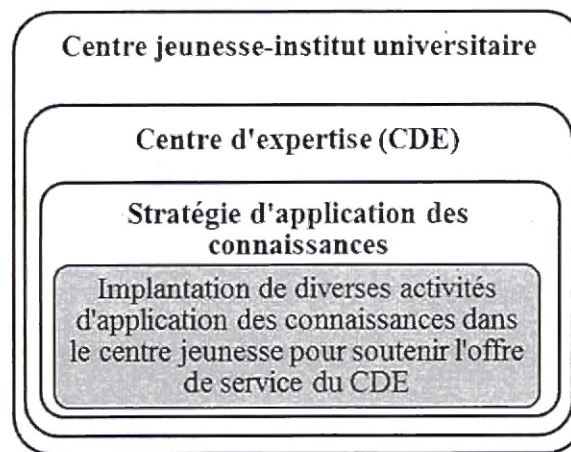 Centre jeunesse-institut universitaire
Centre d'expertise (CDE)
Stratégie d'application des
connaissances
Implantation de diverses activités
d'application des connaissances dans
le centre jeunesse pour soutenir l'offre
de service du CDE